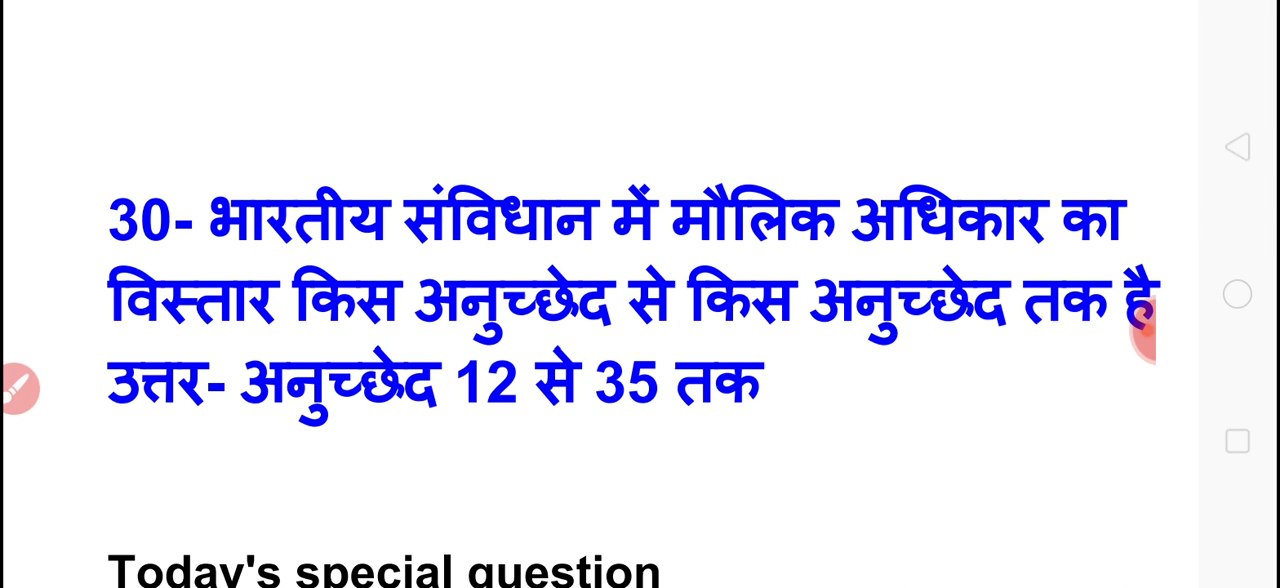 30- भारतीय संविधान में मौलिक अधिकार का
विस्तार किस अनुच्छेद से किस अनुच्छेद तक है
उत्तर- अनुच्छेद 12 से 35 तक
Today's special question